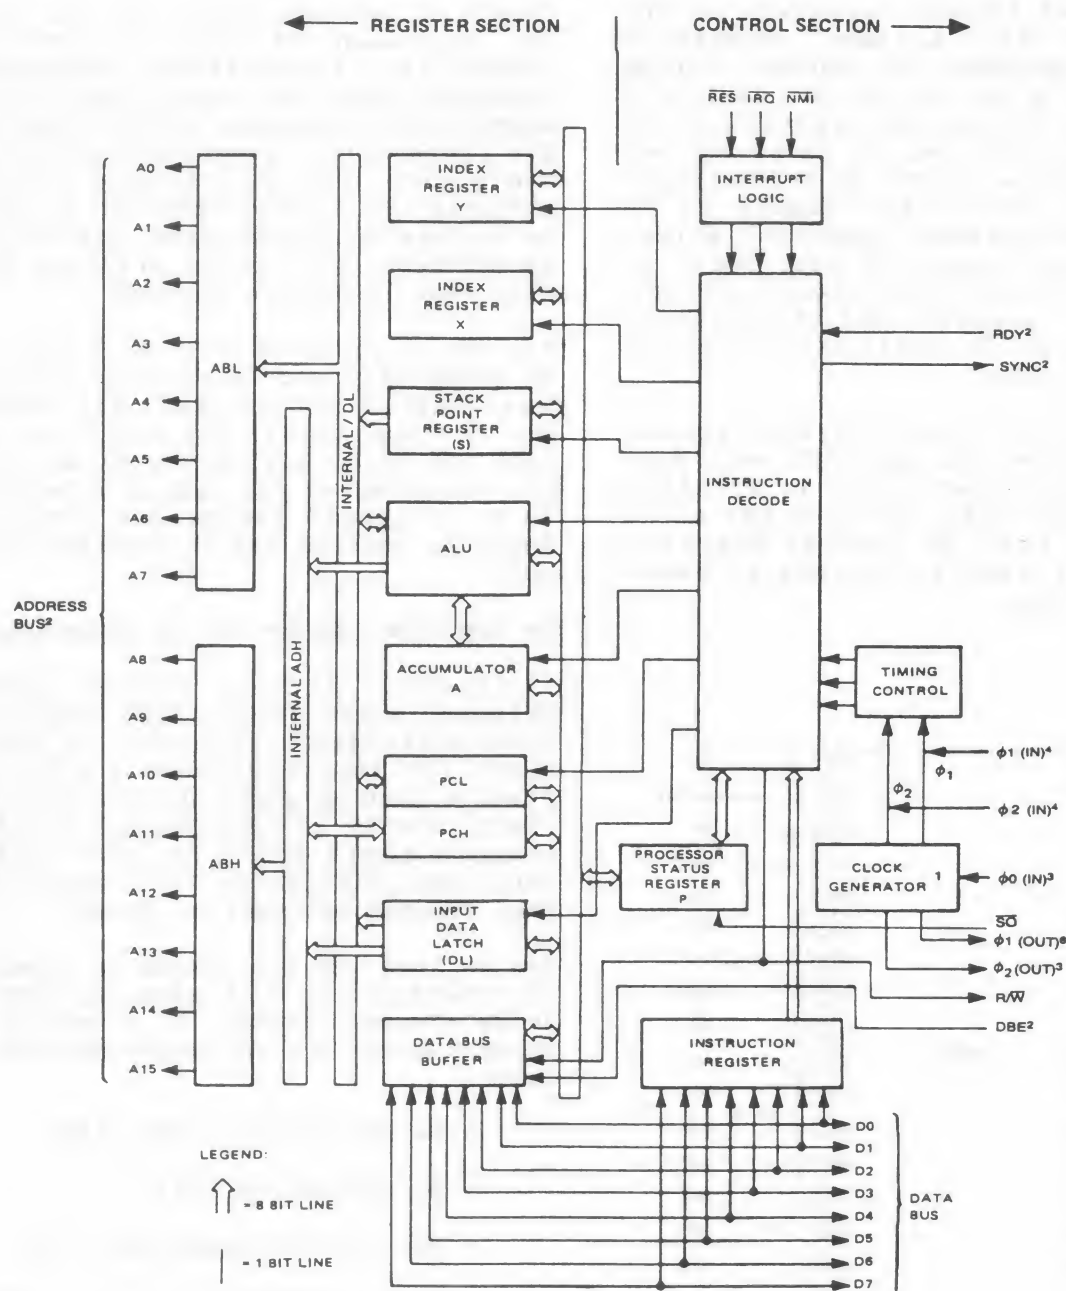 REGISTER SECTION
CONTROL SECTION
RES IRQ NMI
INTERRUPT
LOGIC
INDEX
REGISTER
Y
INDEX
REGISTER
X
STACK
POINT
REGISTER
(S)
ALU
ACCUMULATOR
A
PCL
PCH
INPUT
DATA
LATCH
(DL)
DATA BUS
BUFFER
A0
A1
A2
A3
A4
A5
A6
A7
A8
A9
A10
A11
A12
A13
A14
A15
ADDRESS
BUS²
ABL
ABH
INTERNAL ADH
INTERNAL / DL
INSTRUCTION
DECODE
RDY²
SYNC²
TIMING
CONTROL
ϕ1 (IN)⁴
ϕ₁
ϕ₂
ϕ2 (IN)⁴
CLOCK
GENERATOR 1
ϕ0 (IN)³
PROCESSOR
STATUS
REGISTER
P
SO
ϕ1 (OUT)⁶
ϕ₂(OUT)³
R/W
DBE²
INSTRUCTION
REGISTER
D0
D1
D2
D3
D4
D5
D6
D7
DATA
BUS
LEGEND:
= 8 BIT LINE
= 1 BIT LINE